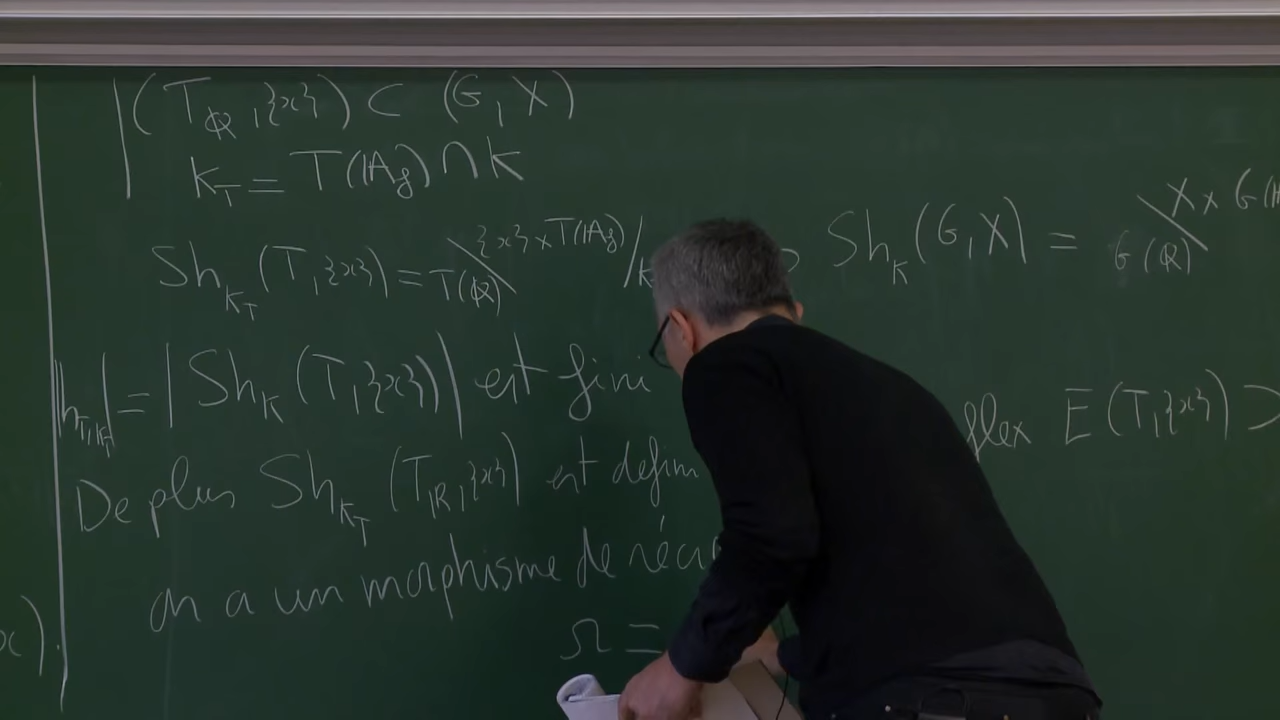 (T_ℚ, {x}) ⊂ (G, X)
K_T = T(𝔸_f) ∩ K
Sh_{K_T}(T, {x}) = T(ℚ)\{x} × T(𝔸_f)/K Sh_K(G, X) = G(ℚ)\X × G(
|h_{T,K_T}| = |Sh_K(T, {x})| est fini flex E(T, {x}) ⊃
De plus Sh_{K_T}(T_ℝ, {x}) est défin
on a un morphisme de réci
Ω =
x).